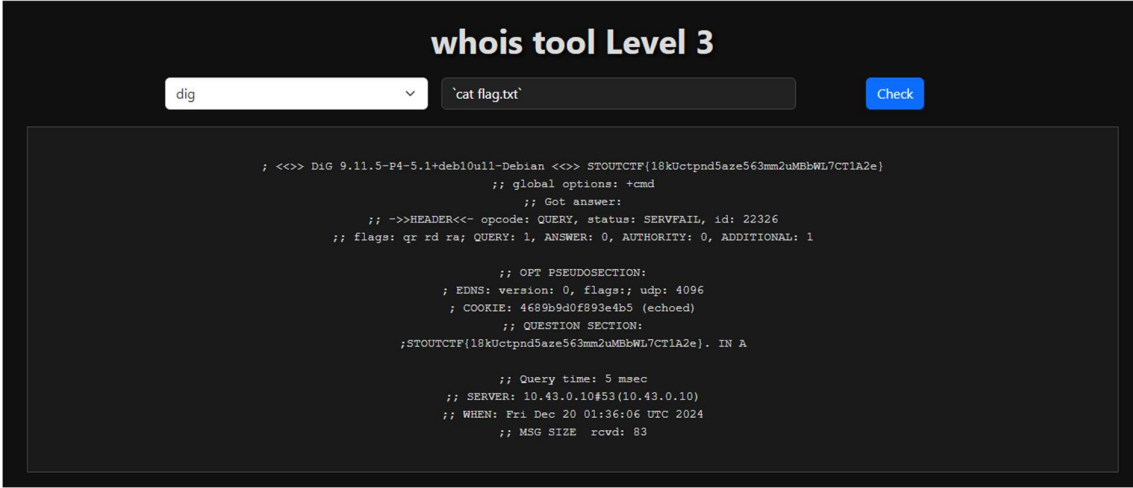 whois tool Level 3
dig
`cat flag.txt`
Check
; <<>> DiG 9.11.5-P4-5.1+deb10u11-Debian <<>> STOUTCTF{18kUctpnd5aze563mm2uMBbWL7CT1A2e}
;; global options: +cmd
;; Got answer:
;; ->>HEADER<<- opcode: QUERY, status: SERVFAIL, id: 22326
;; flags: qr rd ra; QUERY: 1, ANSWER: 0, AUTHORITY: 0, ADDITIONAL: 1
;; OPT PSEUDOSECTION:
; EDNS: version: 0, flags:; udp: 4096
; COOKIE: 4689b9d0f893e4b5 (echoed)
;; QUESTION SECTION:
;STOUTCTF{18kUctpnd5aze563mm2uMBbWL7CT1A2e}. IN A
;; Query time: 5 msec
;; SERVER: 10.43.0.10#53(10.43.0.10)
;; WHEN: Fri Dec 20 01:36:06 UTC 2024
;; MSG SIZE rcvd: 83